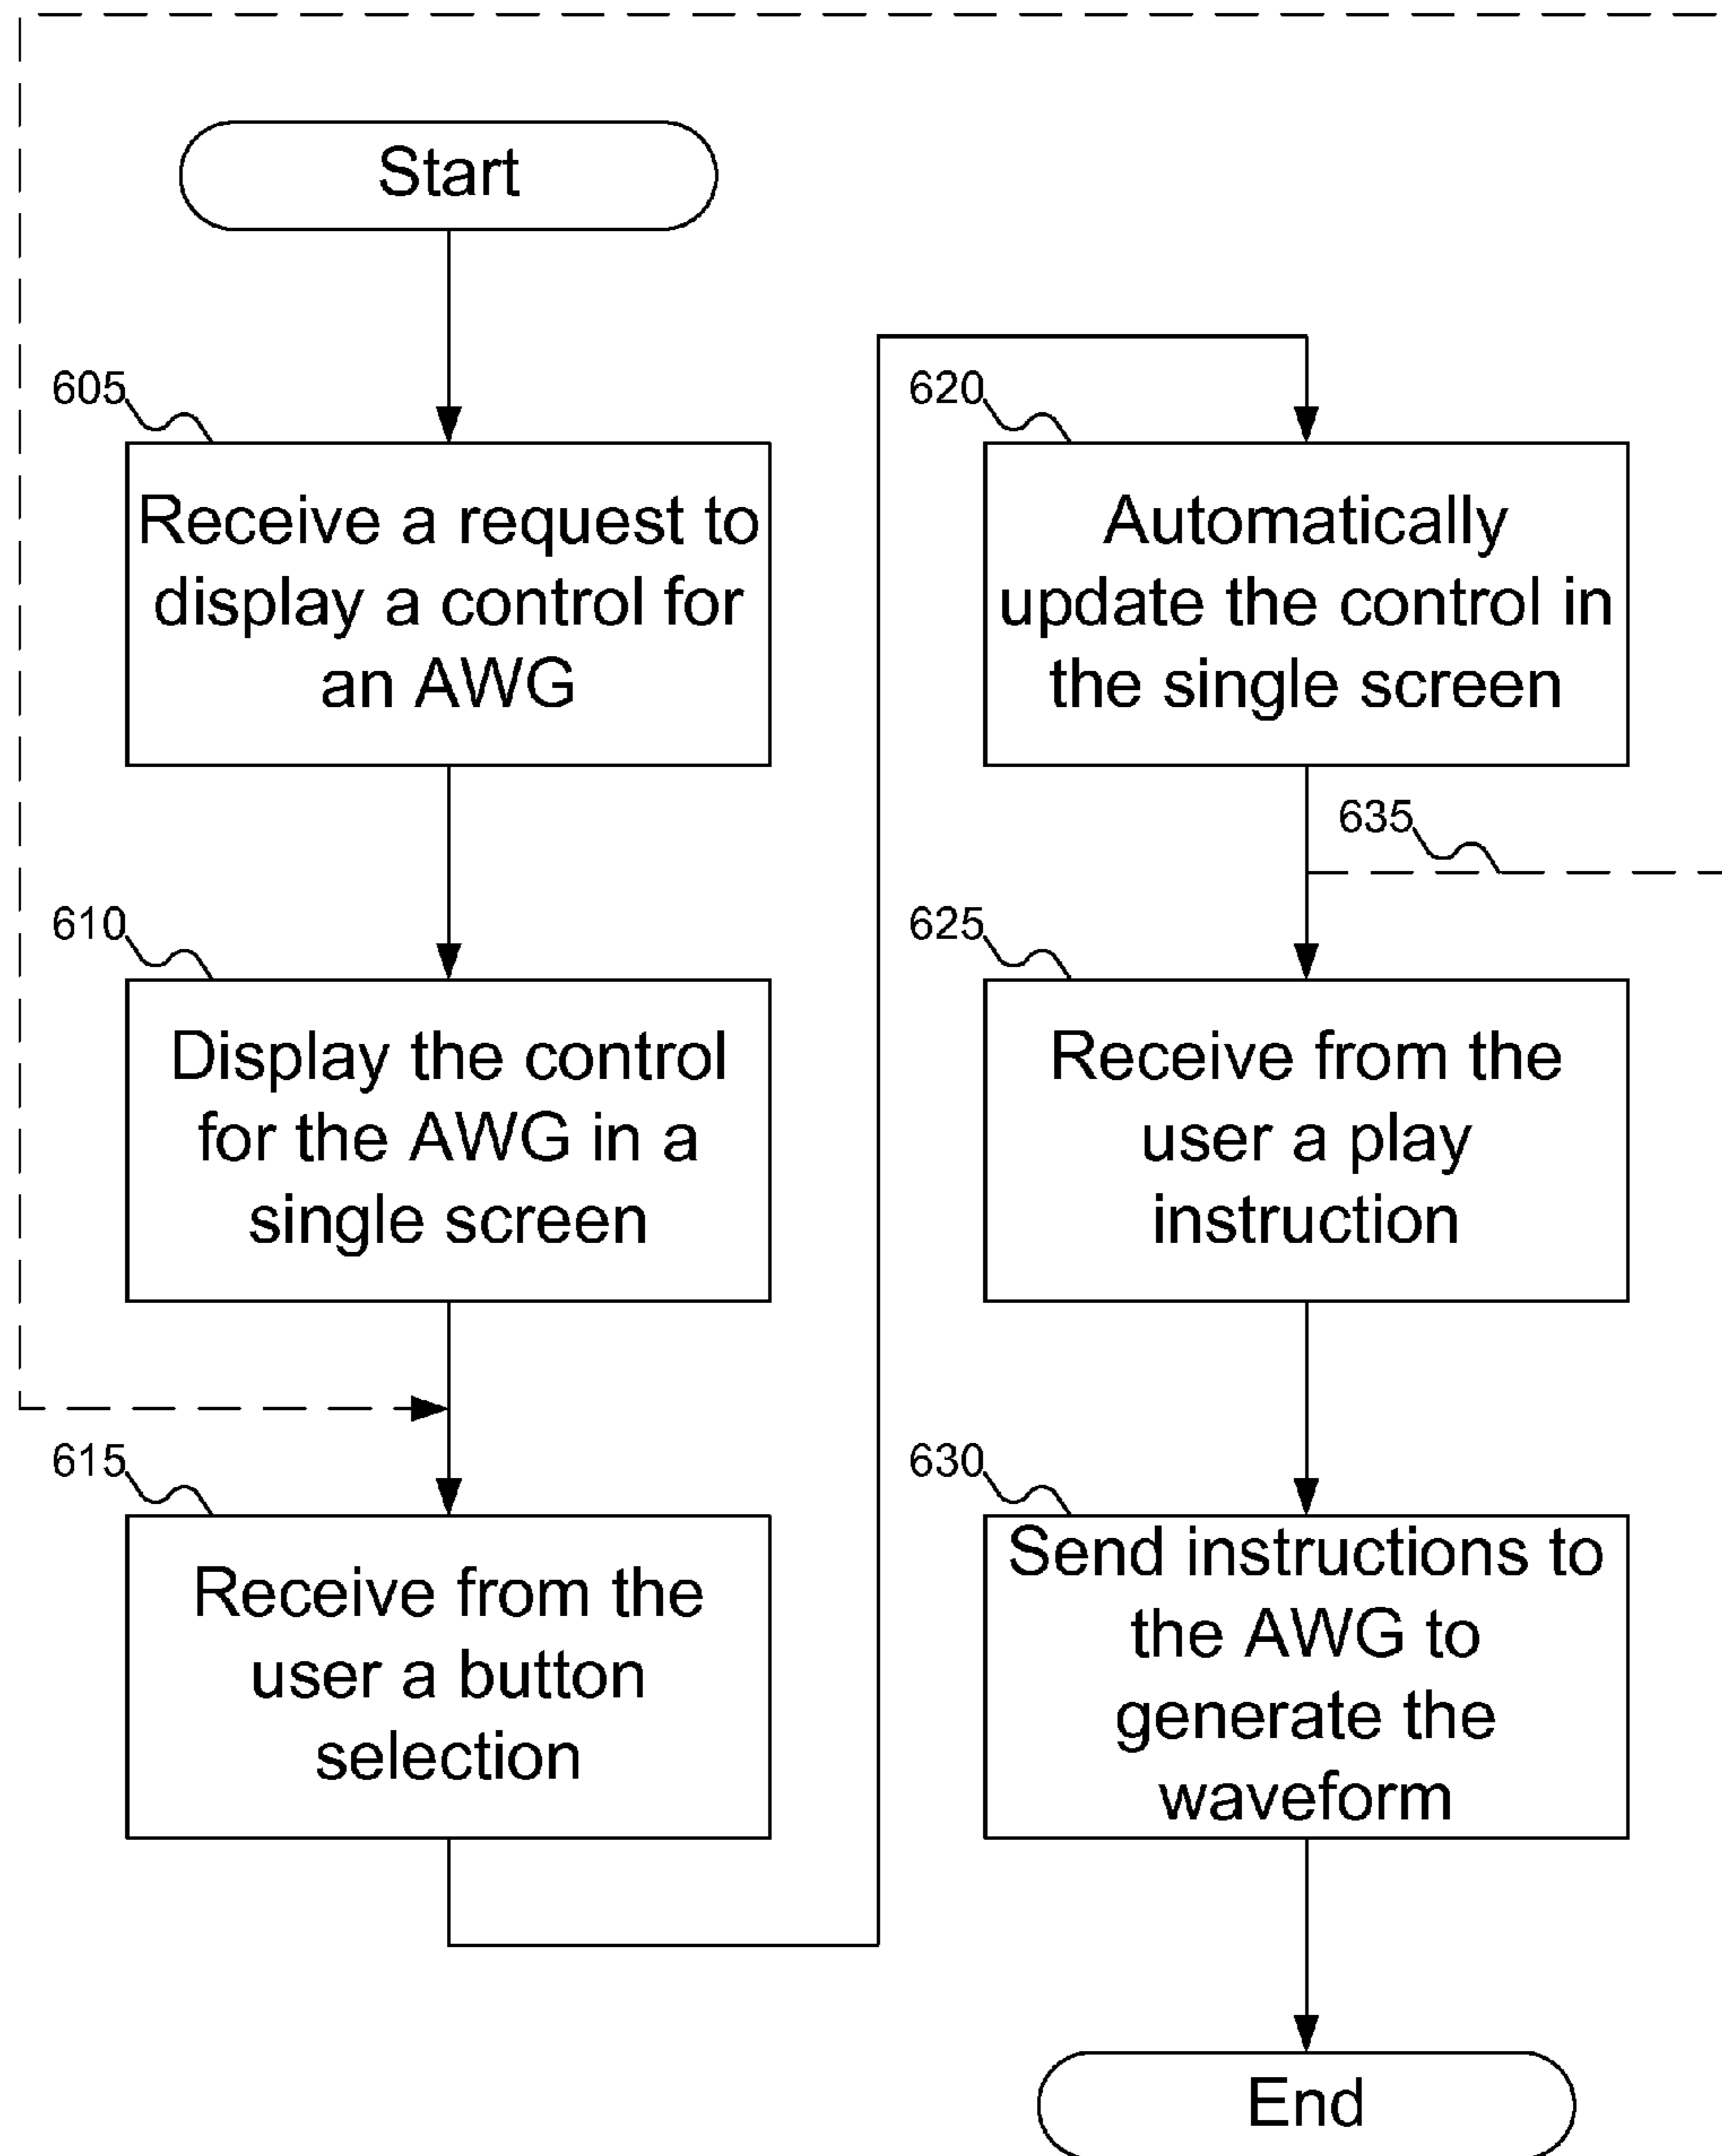 Start
605
Receive a request to
display a control for
an AWG
610
Display the control
for the AWG in a
single screen
615
Receive from the
user a button
selection
620
Automatically
update the control in
the single screen
635
625
Receive from the
user a play
instruction
630
Send instructions to
the AWG to
generate the
waveform
End